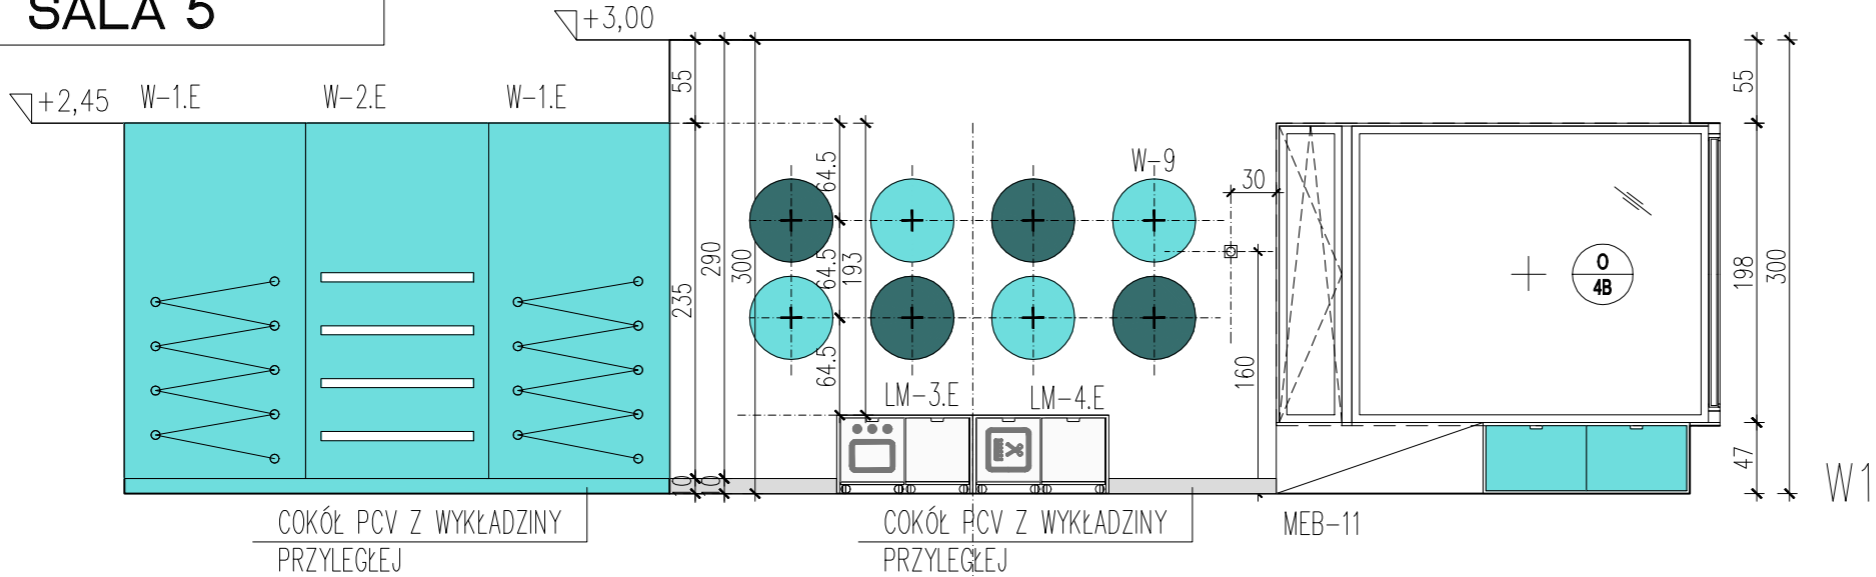 SALA 5
+3,00
+2,45
W-1.E
W-2.E
W-1.E
55
290
300
235
10
10
64.5
64.5
64.5
193
W-9
30
160
LM-3.E
LM-4.E
O
4B
55
198
300
47
W1
COKÓŁ PCV Z WYKŁADZINY
PRZYLEGŁEJ
COKÓŁ PCV Z WYKŁADZINY
PRZYLEGŁEJ
MEB-11